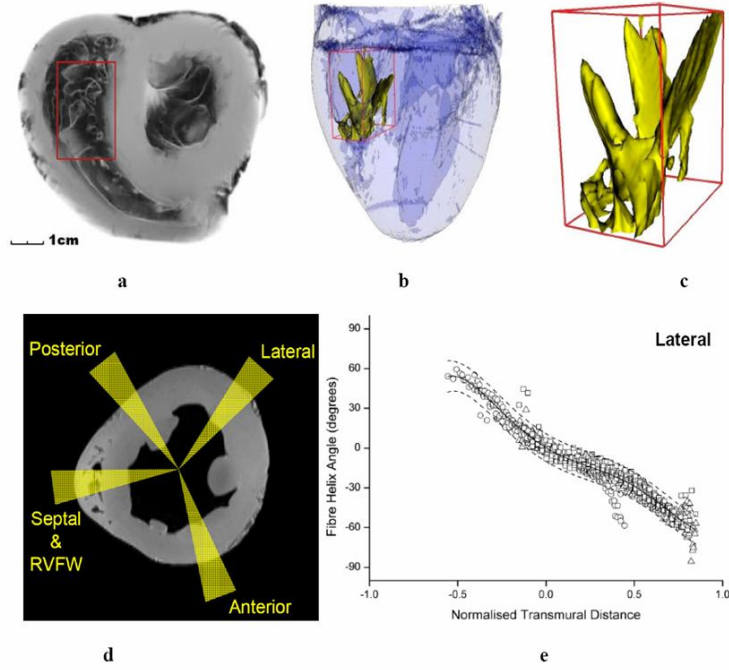 1cm
a
b
c
Posterior
Lateral
Septal
&
RVFW
Anterior
d
Lateral
Fibre Helix Angle (degrees)
90
60
30
0
-30
-60
-90
-1.0
-0.5
0.0
0.5
1.0
Normalised Transmural Distance
e